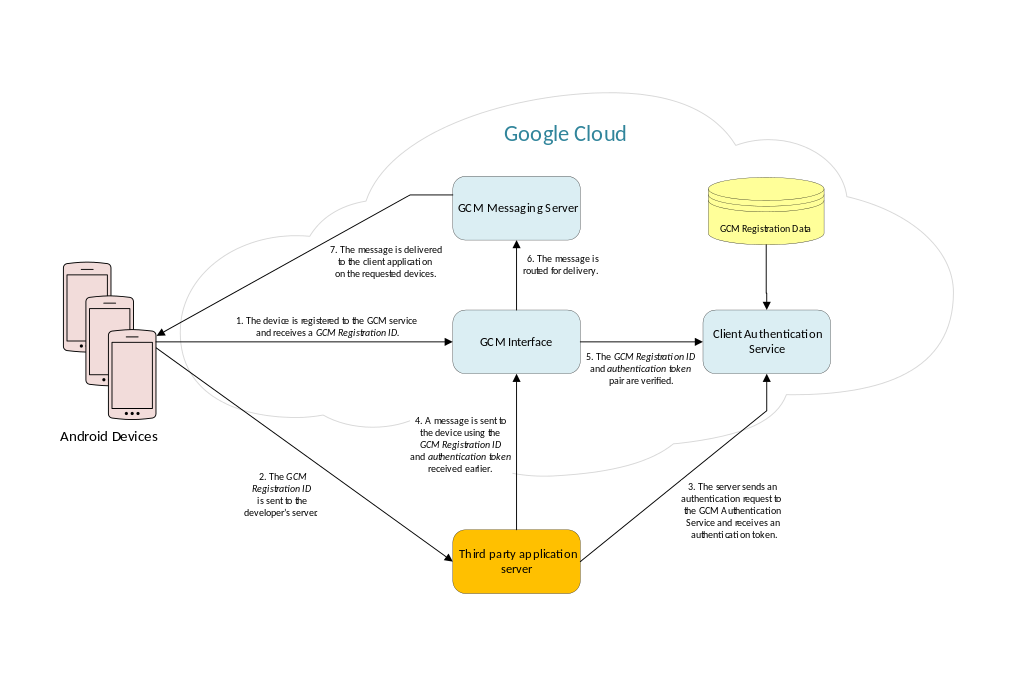 Google Cloud
GCM Messaging Server
GCM Registration Data
7. The message is delivered
to the client application
on the requested devices.
6. The message is
routed for delivery.
1. The device is registered to the GCM service
and receives a GCM Registration ID.
GCM Interface
Client Authentication
Service
5. The GCM Registration ID
and authentication token
pair are verified.
Android Devices
4. A message is sent to
the device using the
GCM Registration ID
and authentication token
received earlier.
2. The GCM
Registration ID
is sent to the
developer's server.
3. The server sends an
authentication request to
the GCM Authentication
Service and receives an
authentication token.
Third party application
server